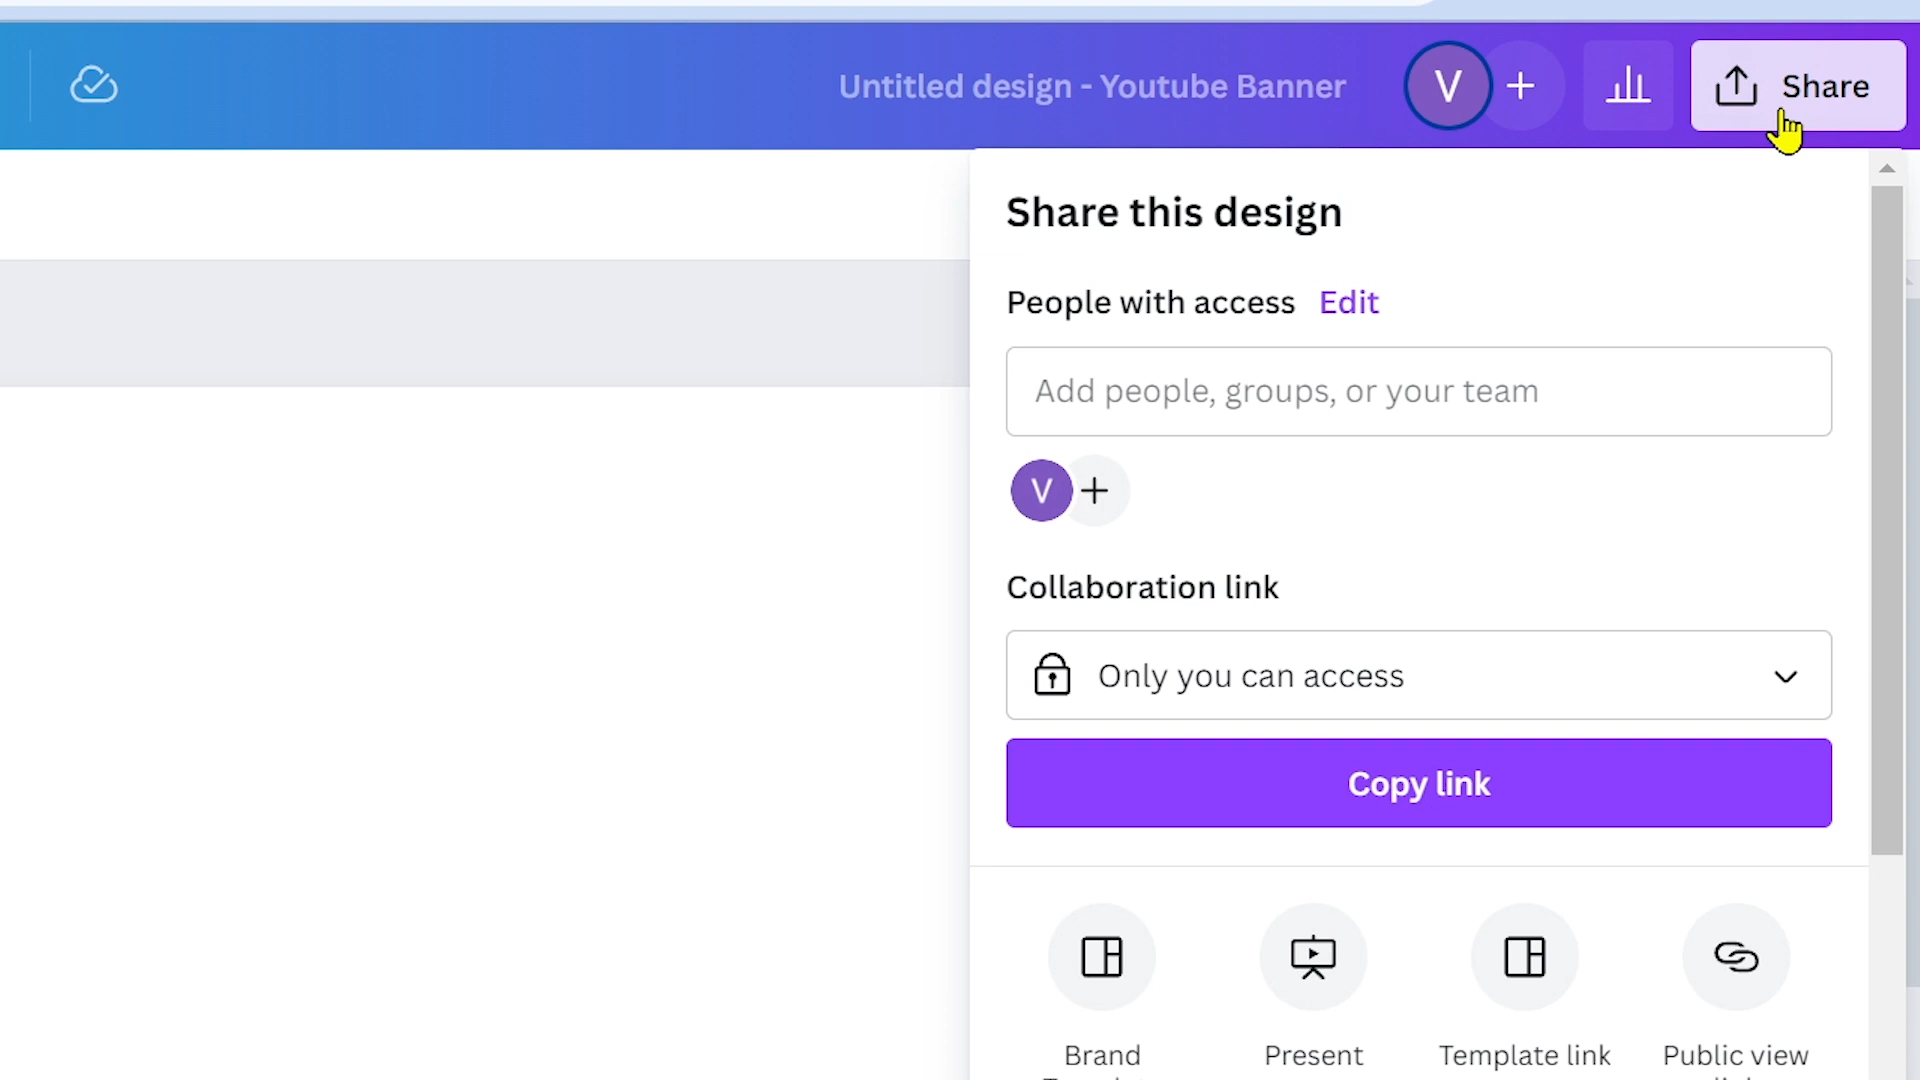 Untitled design - Youtube Banner
V
Share
Share this design
People with access Edit
Add people, groups, or your team
V
Collaboration link
Only you can access
Copy link
Brand
Present
Template link
Public view